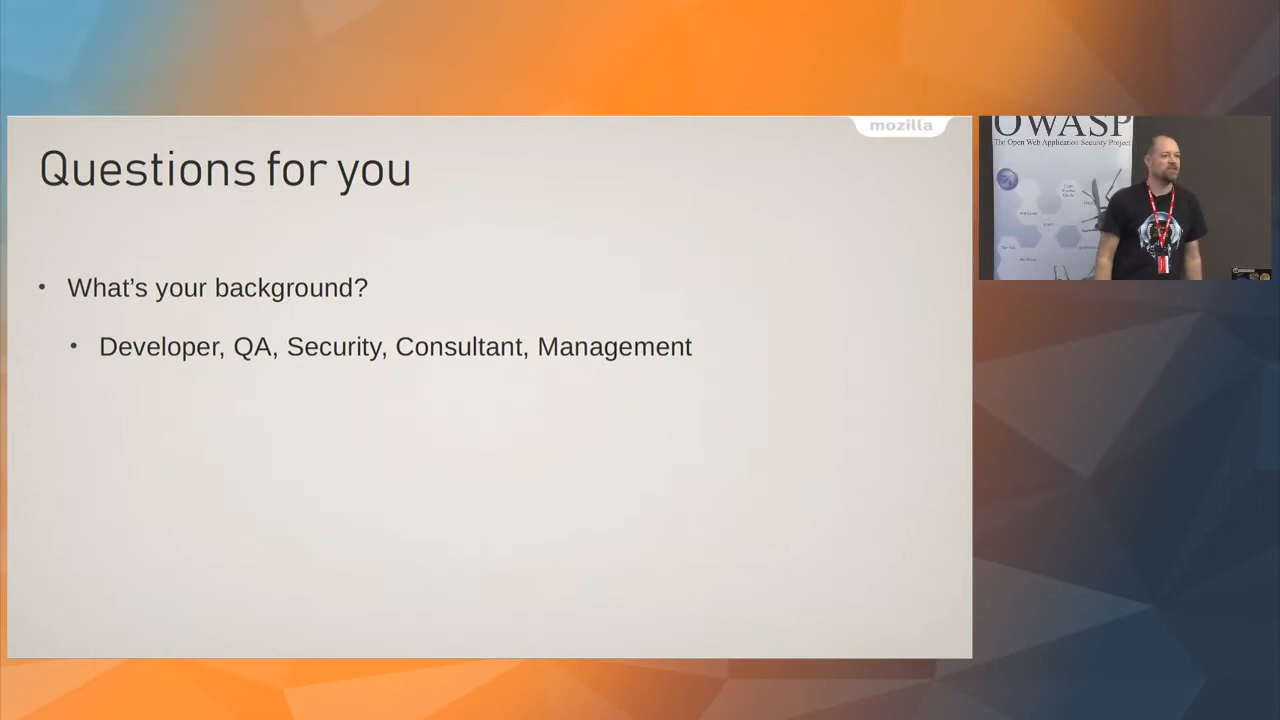 mozilla
Questions for you
• What's your background?
• Developer, QA, Security, Consultant, Management
OWASP
The Open Web Application Security Project